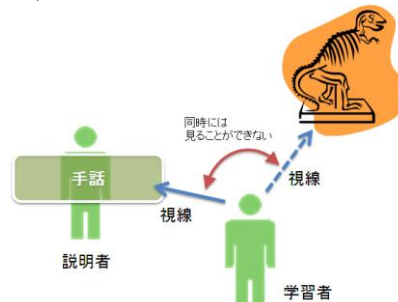 同時には
見ることができない
手話
視線
視線
説明者
学習者